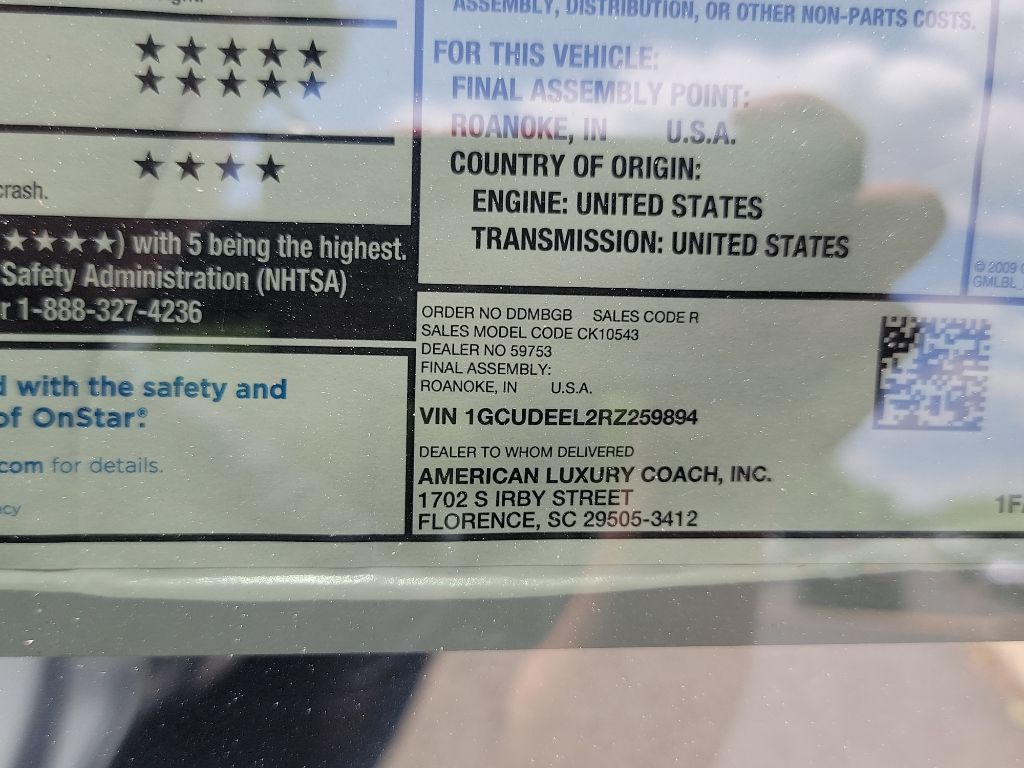 ★★★★★
★★★★★
★★★★
crash.
★★★★) with 5 being the highest.
Safety Administration (NHTSA)
r 1-888-327-4236
d with the safety and
of OnStar®.
.com for details.
ASSEMBLY, DISTRIBUTION, OR OTHER NON-PARTS COSTS.
FOR THIS VEHICLE:
FINAL ASSEMBLY POINT:
ROANOKE, IN U.S.A.
COUNTRY OF ORIGIN:
ENGINE: UNITED STATES
TRANSMISSION: UNITED STATES
© 2009
GMLBL_
ORDER NO DDMBGB SALES CODE R
SALES MODEL CODE CK10543
DEALER NO 59753
FINAL ASSEMBLY:
ROANOKE, IN U.S.A.
VIN 1GCUDEEL2RZ259894
DEALER TO WHOM DELIVERED
AMERICAN LUXURY COACH, INC.
1702 S IRBY STREET
FLORENCE, SC 29505-3412